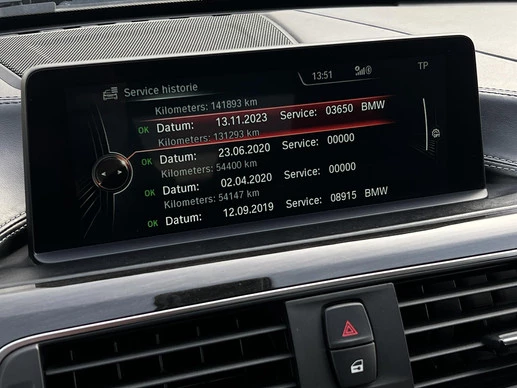 Service historie
13:51
TP
Kilometers: 141893 km
OK Datum: 13.11.2023 Service: 03650 BMW
Kilometers: 131293 km
OK Datum: 23.06.2020 Service: 00000
Kilometers: 54400 km
OK Datum: 02.04.2020 Service: 00000
Kilometers: 54147 km
OK Datum: 12.09.2019 Service: 08915 BMW